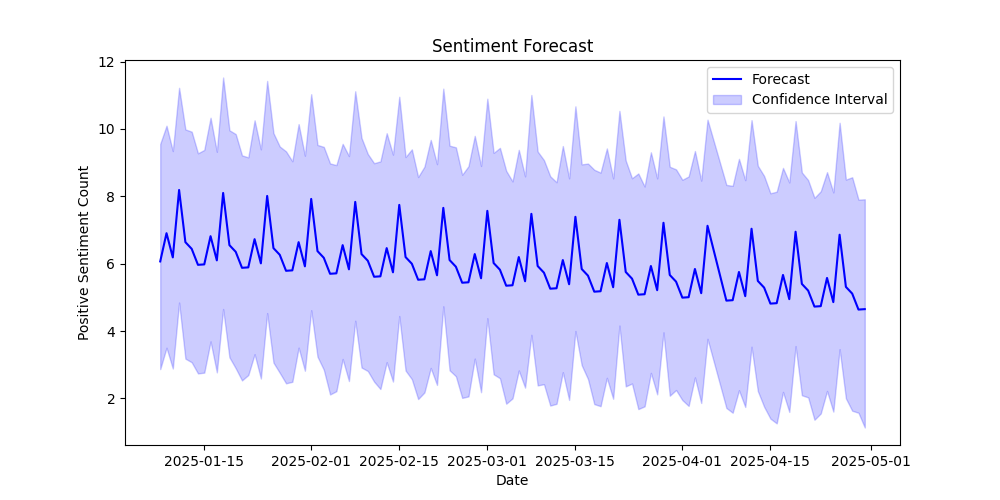 Sentiment Forecast
Forecast
Confidence Interval
Positive Sentiment Count
12
10
8
6
4
2
2025-01-15
2025-02-01
2025-02-15
2025-03-01
2025-03-15
2025-04-01
2025-04-15
2025-05-01
Date